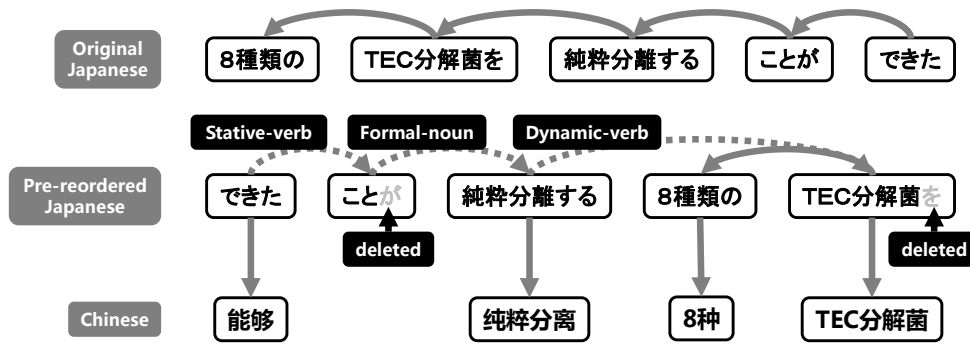 Original
Japanese
８種類の TEC分解菌を 純粋分離する ことが できた
Stative-verb Formal-noun Dynamic-verb
Pre-reordered
Japanese
できた ことが 純粋分離する ８種類の TEC分解菌を
deleted deleted
Chinese
能够 纯粹分离 8种 TEC分解菌